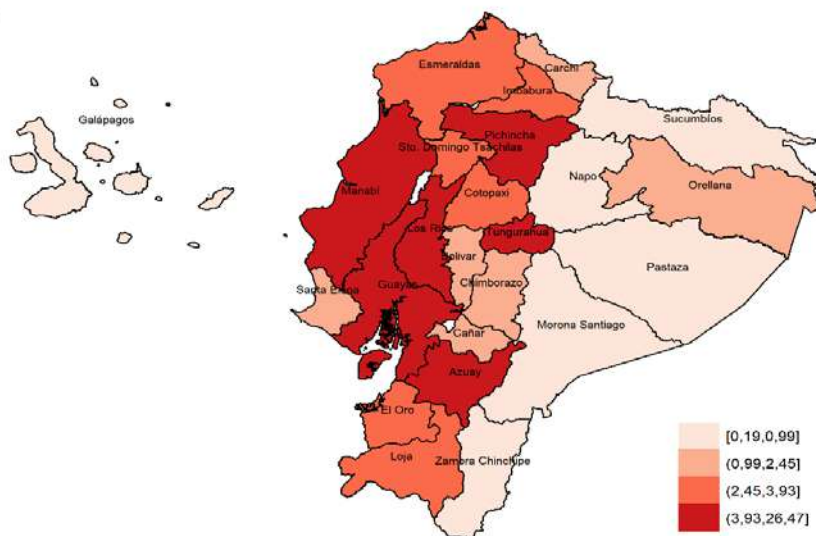 Esmeraldas
Carchi
Imbabura
Galápagos
Sucumbíos
Pichincha
Sto. Domingo Tsáchilas
Napo
Orellana
Manabí
Cotopaxi
Los Ríos
Tungurahua
Bolívar
Pastaza
Santa Elena
Guayas
Chimborazo
Morona Santiago
Cañar
Azuay
El Oro
Loja
Zamora Chinchipe
[0,19,0,99]
(0,99,2,45]
(2,45,3,93]
(3,93,26,47]